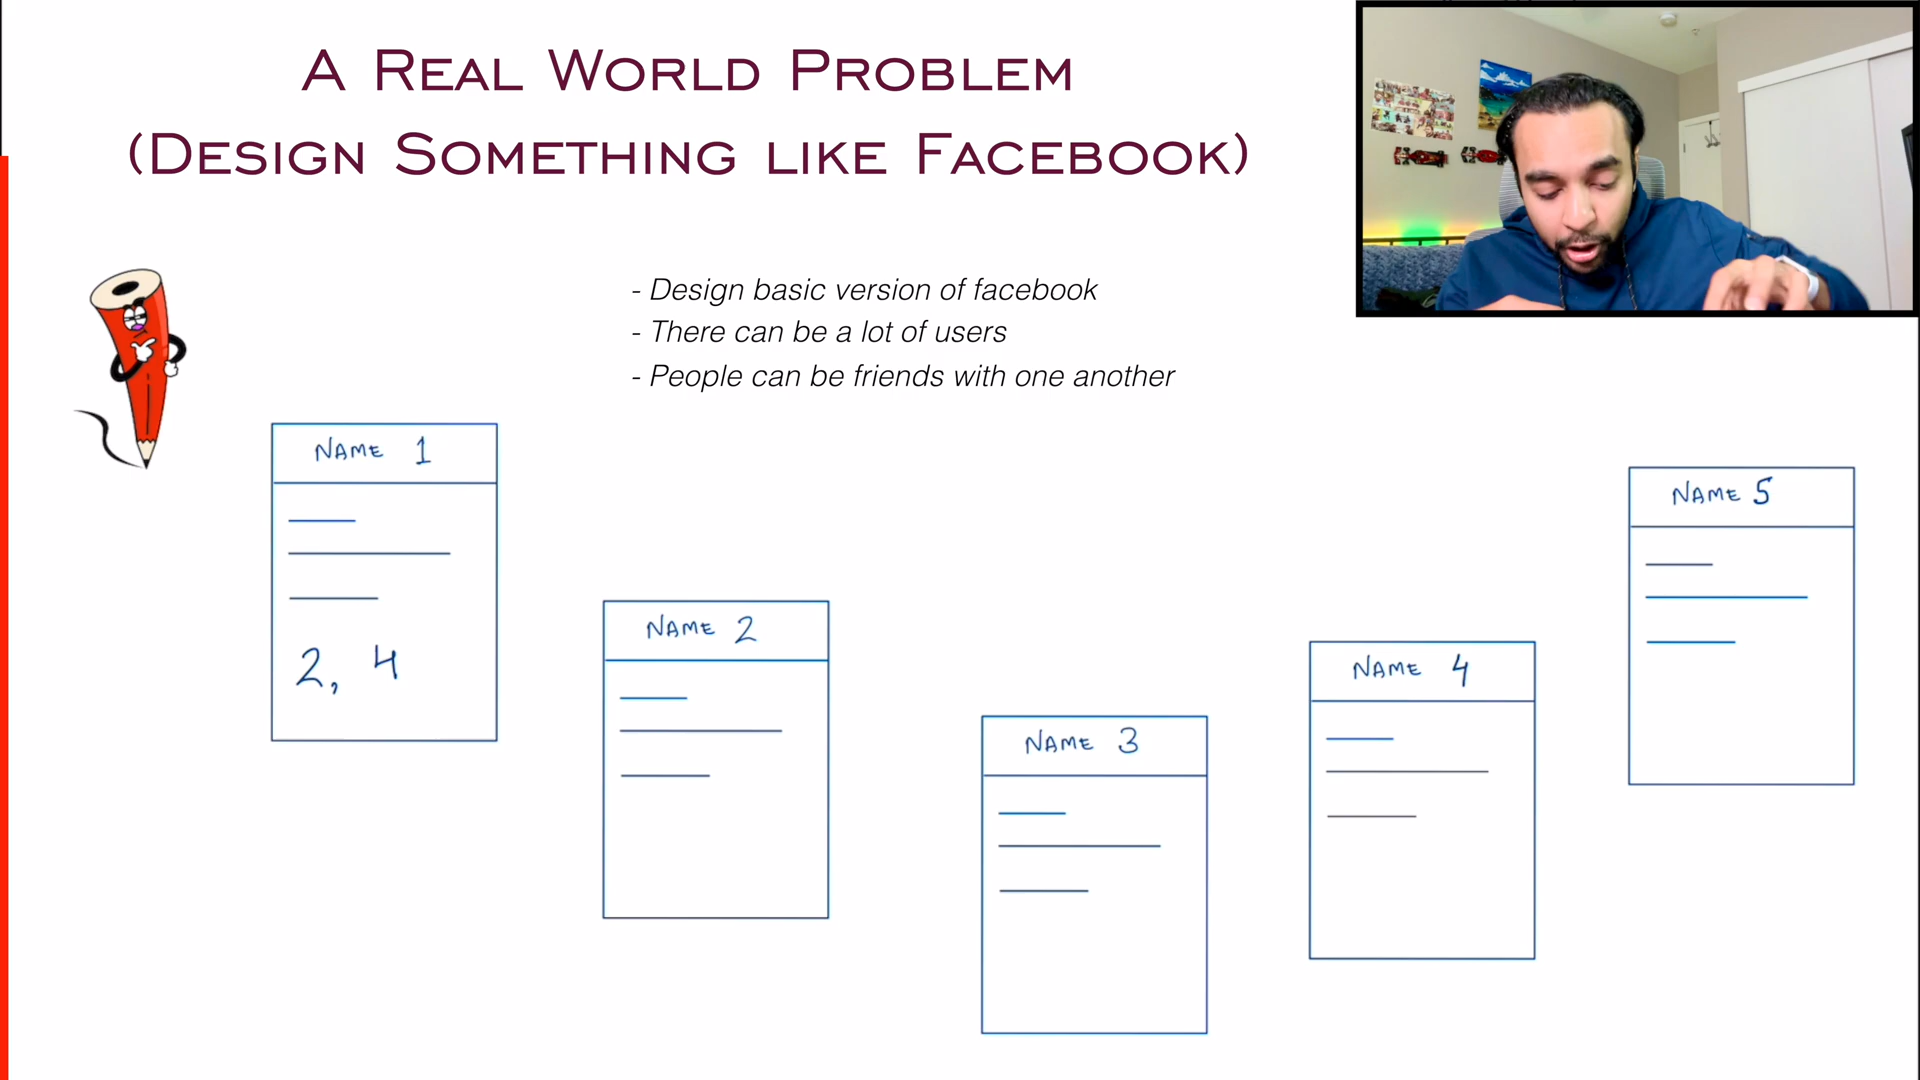 A Real World Problem
(Design Something like Facebook)
- Design basic version of facebook
- There can be a lot of users
- People can be friends with one another
NAME 1
2, 4
NAME 2
NAME 3
NAME 4
NAME 5